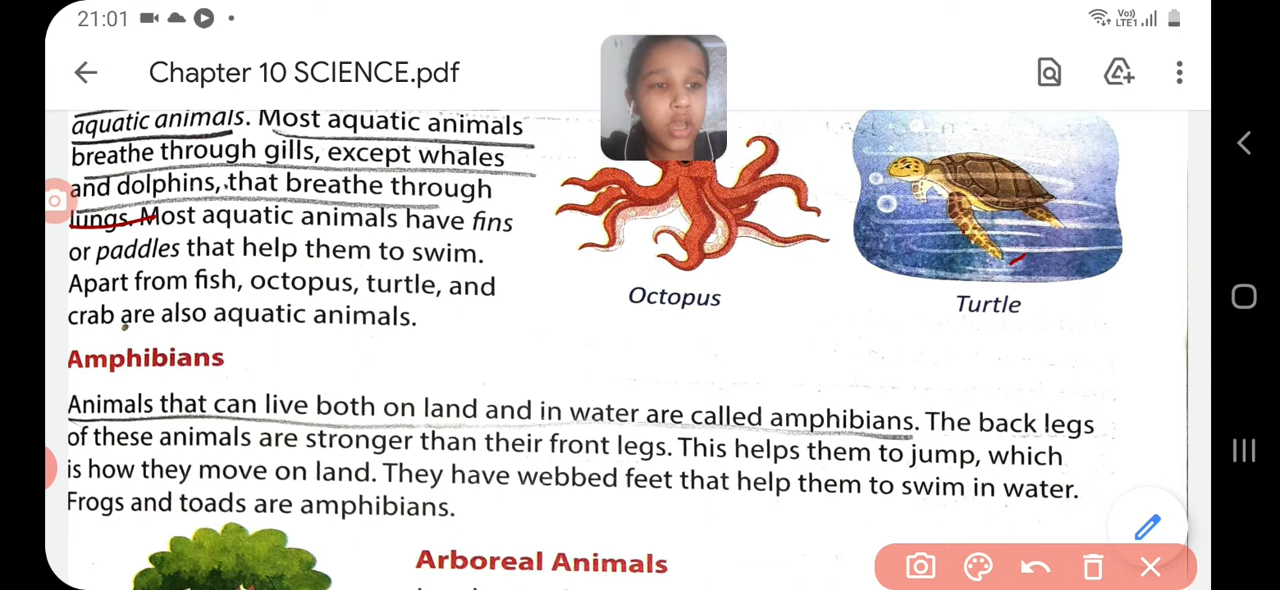 21:01
Vo))
LTE1
Chapter 10 SCIENCE.pdf
aquatic animals. Most aquatic animals
breathe through gills, except whales
and dolphins, that breathe through
lungs. Most aquatic animals have fins
or paddles that help them to swim.
Apart from fish, octopus, turtle, and
crab are also aquatic animals.
Octopus
Turtle
Amphibians
Animals that can live both on land and in water are called amphibians. The back legs
of these animals are stronger than their front legs. This helps them to jump, which
is how they move on land. They have webbed feet that help them to swim in water.
Frogs and toads are amphibians.
Arboreal Animals